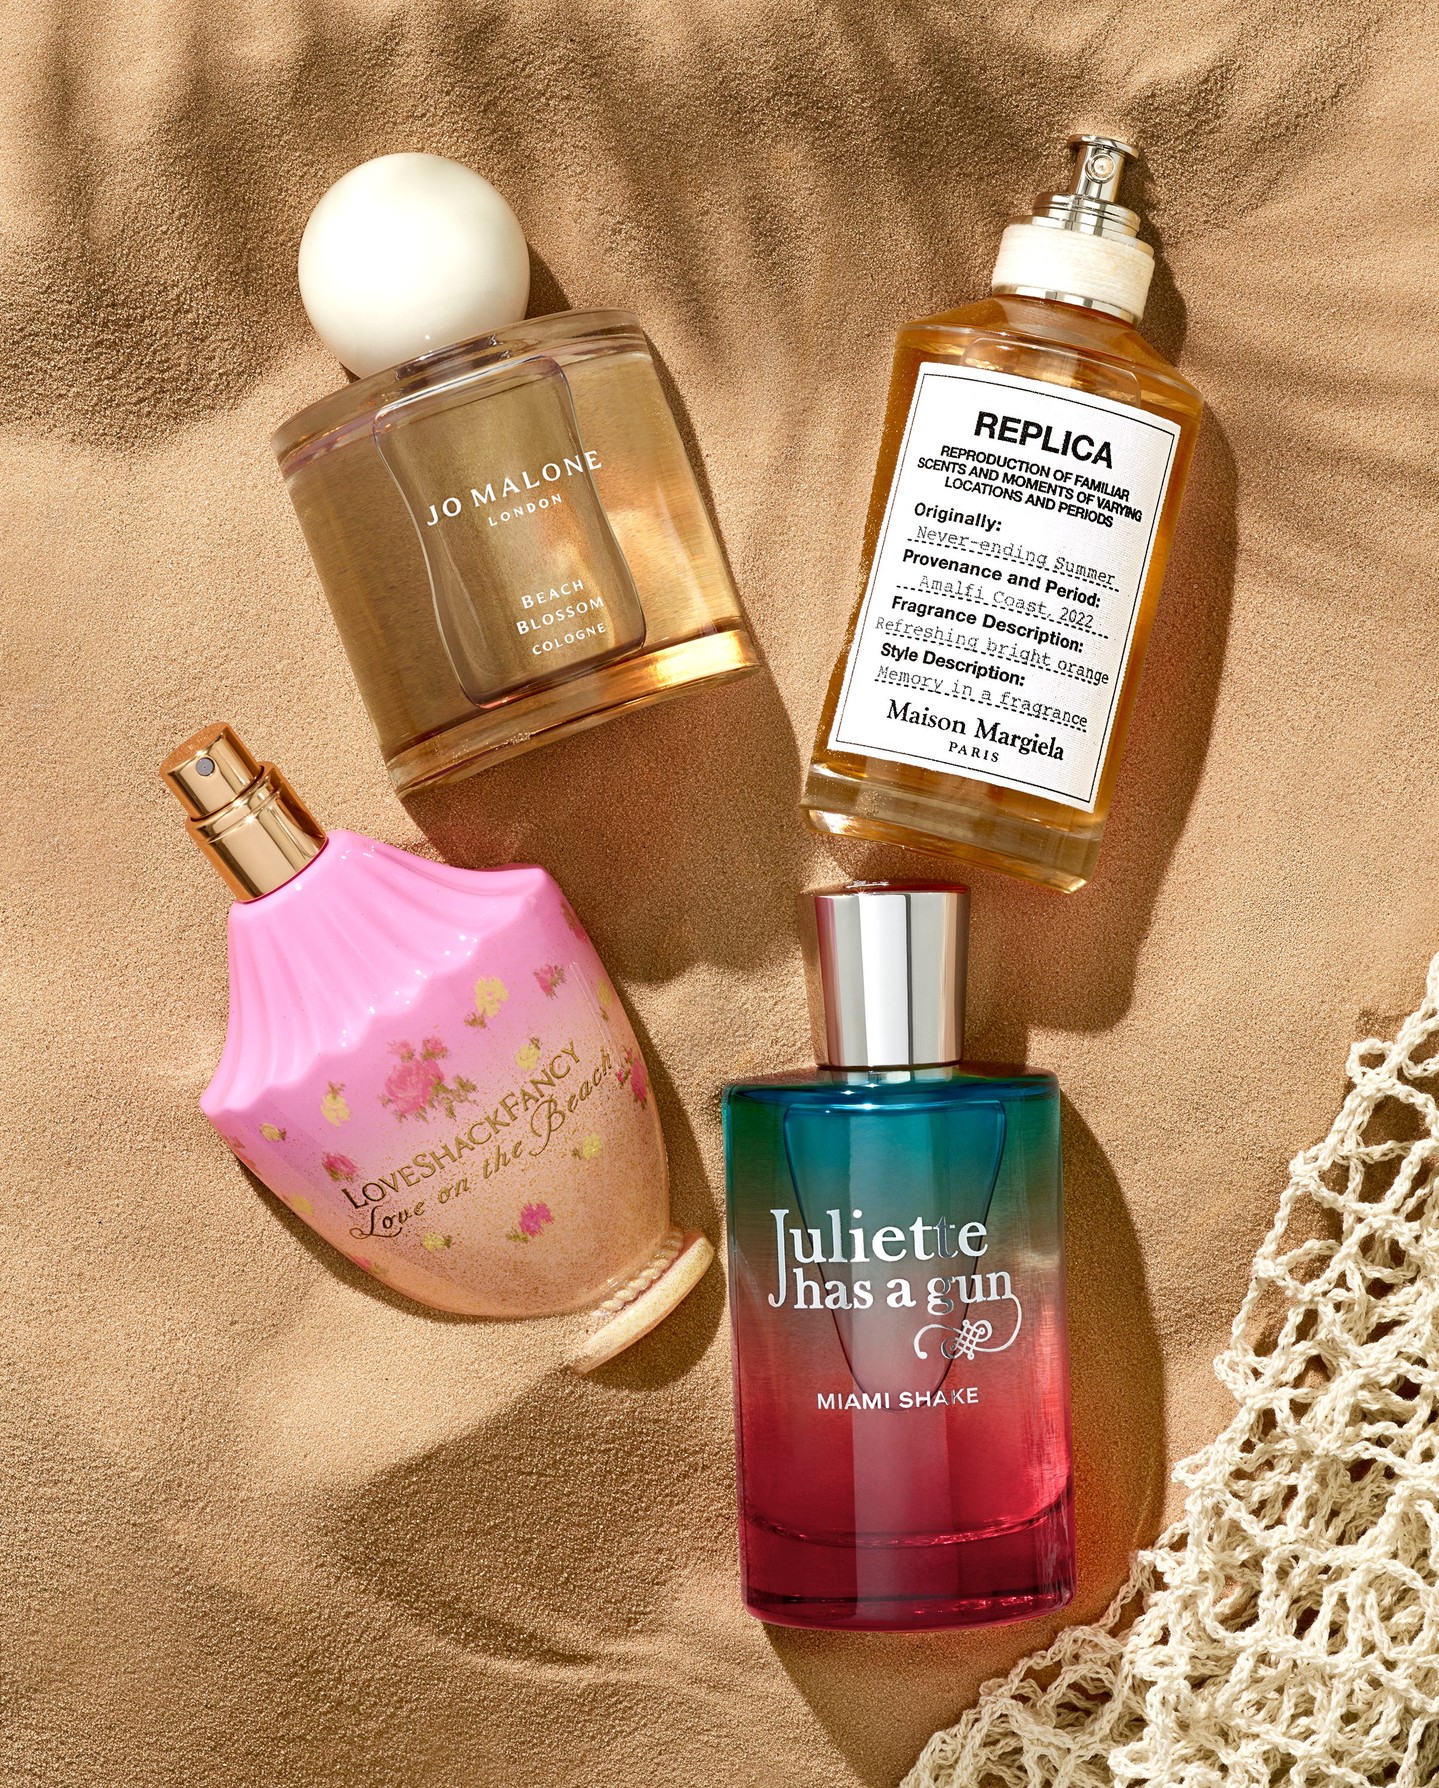 JO MALONE
LONDON
BEACH
BLOSSOM
COLOGNE
REPLICA
REPRODUCTION OF FAMILIAR
SCENTS AND MOMENTS OF VARYING
LOCATIONS AND PERIODS
Originally:
Never-ending Summer
Provenance and Period:
Amalfi Coast, 2022
Fragrance Description:
Refreshing bright orange
Style Description:
Memory in a fragrance
Maison Margiela
PARIS
LOVESHACKFANCY
Love on the Beach
Juliette
has a gun
MIAMI SHAKE